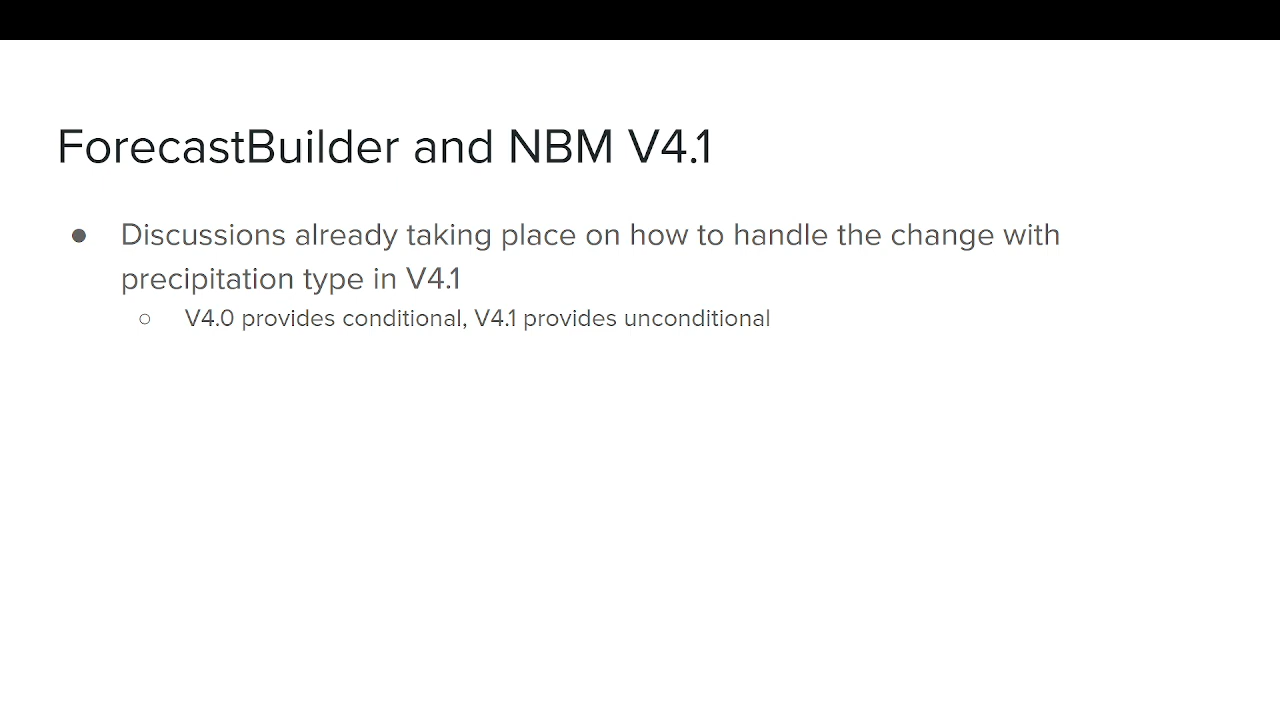 ForecastBuilder and NBM V4.1
● Discussions already taking place on how to handle the change with
precipitation type in V4.1
○ V4.0 provides conditional, V4.1 provides unconditional